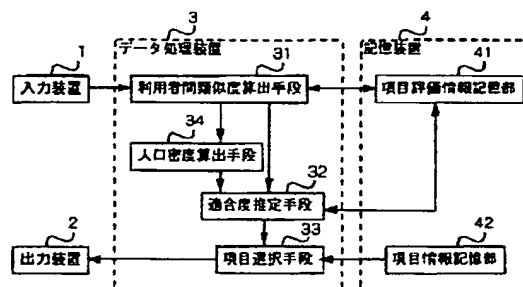 3
4
データ処理装置
記憶装置
1
31
41
入力装置
利用者間類似度算出手段
項目評価情報記憶部
34
人口密度算出手段
32
適合度推定手段
2
33
42
出力装置
項目選択手段
項目情報記憶部